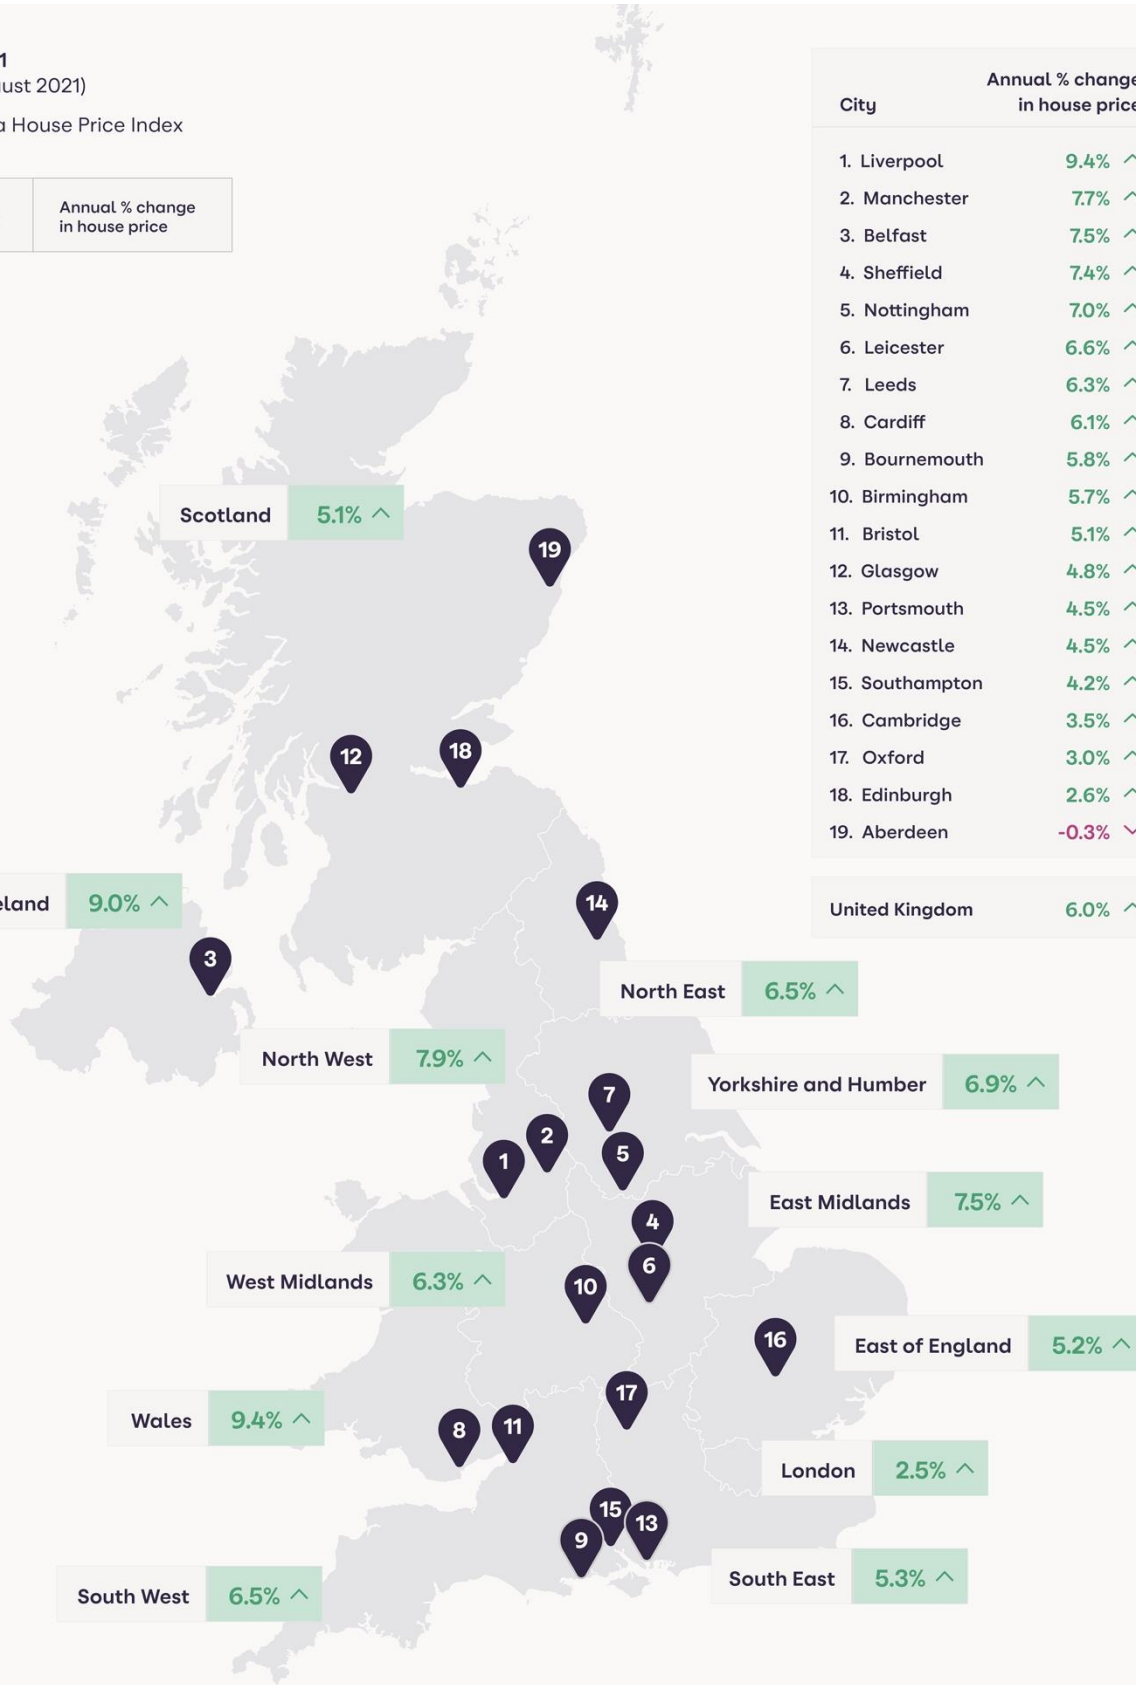 1
ust 2021)
a House Price Index
Annual % change
in house price
City
Annual % change
in house price
1. Liverpool 9.4%
2. Manchester 7.7%
3. Belfast 7.5%
4. Sheffield 7.4%
5. Nottingham 7.0%
6. Leicester 6.6%
7. Leeds 6.3%
8. Cardiff 6.1%
9. Bournemouth 5.8%
10. Birmingham 5.7%
11. Bristol 5.1%
12. Glasgow 4.8%
13. Portsmouth 4.5%
14. Newcastle 4.5%
15. Southampton 4.2%
16. Cambridge 3.5%
17. Oxford 3.0%
18. Edinburgh 2.6%
19. Aberdeen -0.3%
United Kingdom 6.0%
Scotland 5.1%
19
12
18
eland 9.0%
14
3
North East 6.5%
North West 7.9%
Yorkshire and Humber 6.9%
7
2
1
5
East Midlands 7.5%
4
West Midlands 6.3%
6
10
16
East of England 5.2%
17
Wales 9.4%
8
11
London 2.5%
15
13
9
South East 5.3%
South West 6.5%